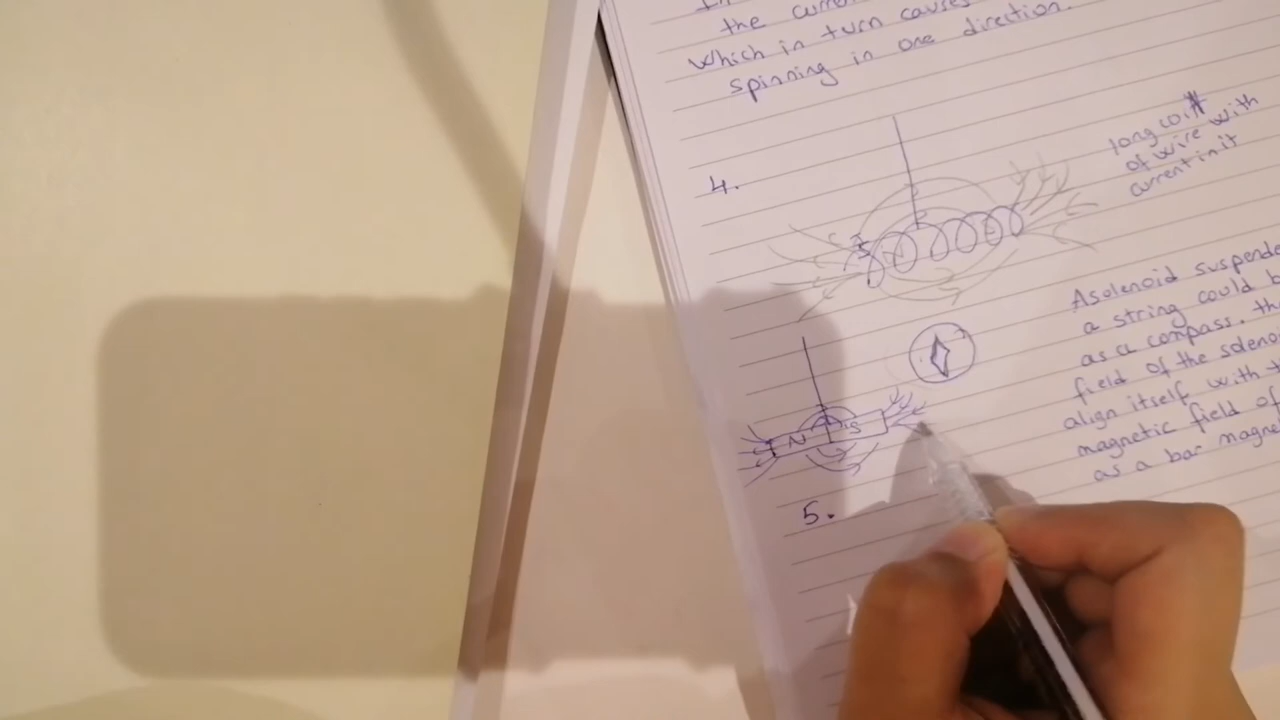 the curre
which in turn causes
spinning in one direction.
4.
long coil
of wire with
current in it
A solenoid suspende
a string could b
as a compass. the
field of the soleno
align itself with t
magnetic field of
as a bar magne
N S
5.